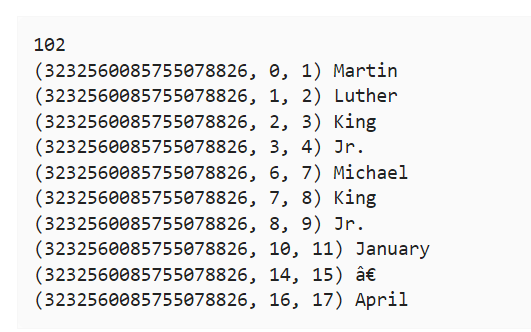 102
(3232560085755078826, 0, 1) Martin
(3232560085755078826, 1, 2) Luther
(3232560085755078826, 2, 3) King
(3232560085755078826, 3, 4) Jr.
(3232560085755078826, 6, 7) Michael
(3232560085755078826, 7, 8) King
(3232560085755078826, 8, 9) Jr.
(3232560085755078826, 10, 11) January
(3232560085755078826, 14, 15) â€
(3232560085755078826, 16, 17) April